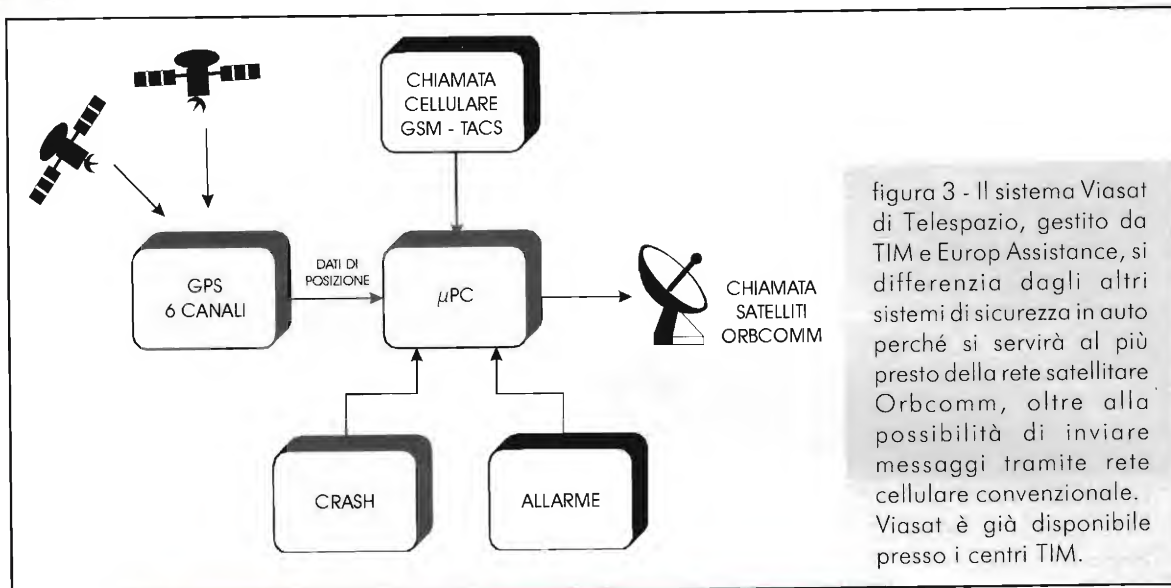 CHIAMATA
CELLULARE
GSM - TACS
GPS
6 CANALI
DATI DI
POSIZIONE
µPC
CHIAMATA
SATELLITI
ORBCOMM
CRASH
ALLARME
figura 3 - Il sistema Viasat
di Telespazio, gestito da
TIM e Europ Assistance, si
differenzia dagli altri
sistemi di sicurezza in auto
perché si servirà al più
presto della rete satellitare
Orbcomm, oltre alla
possibilità di inviare
messaggi tramite rete
cellulare convenzionale.
Viasat è già disponibile
presso i centri TIM.